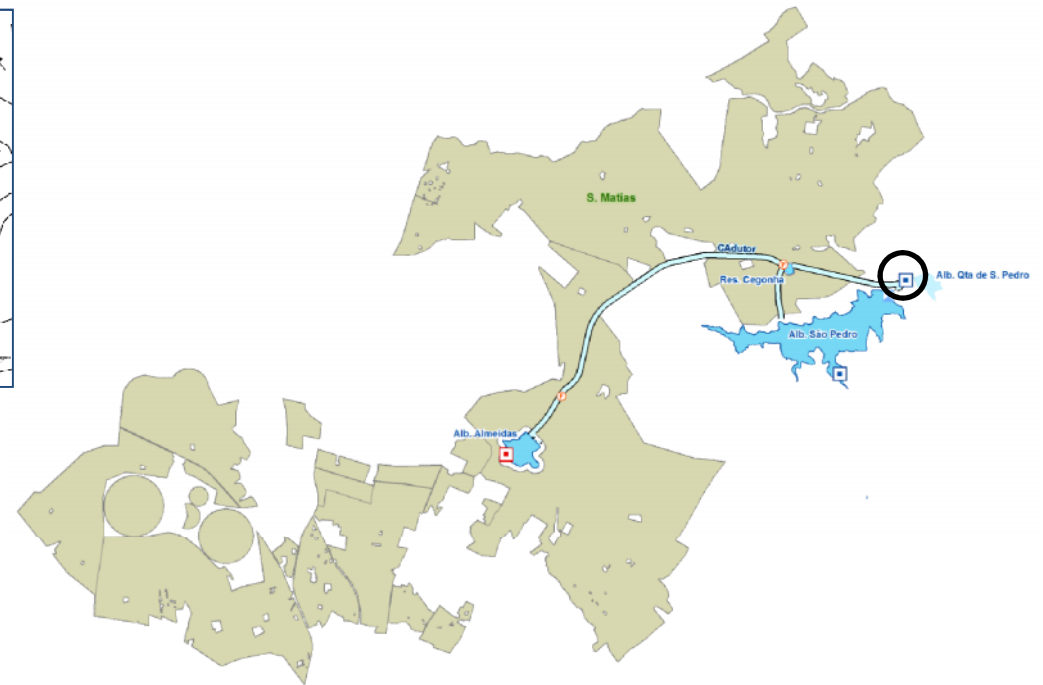 S. Matias
CAdutor
Alb. Qta de S. Pedro
Res. Cegonha
Alb. São Pedro
Alb. Almeidas